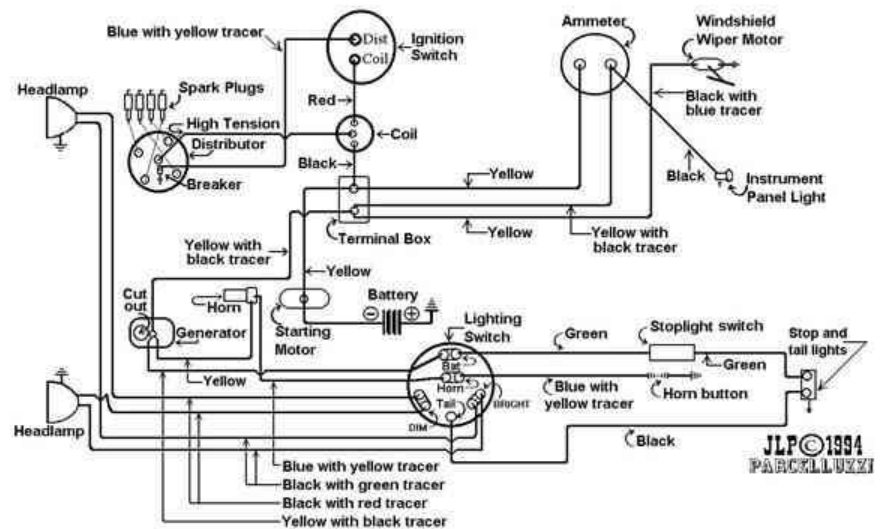 Blue with yellow tracer
Dist
Coil
Ignition
Switch
Ammeter
Windshield
Wiper Motor
Headlamp
Spark Plugs
Red
High Tension
Distributor
Coil
Breaker
Black
Black with
blue tracer
Yellow
Black
Instrument
Panel Light
Yellow with
black tracer
Terminal Box
Yellow
Yellow with
black tracer
Yellow
Cut
out
Horn
Generator
Starting
Motor
Battery
Lighting
Switch
Green
Stoplight switch
Stop and
tail lights
Yellow
Bat
Horn
Tail
BRIGHT
DIM
Blue with
yellow tracer
Horn button
Green
Headlamp
Black
JLP©1994
PARCELLUZZI
Blue with yellow tracer
Black with green tracer
Black with red tracer
Yellow with black tracer